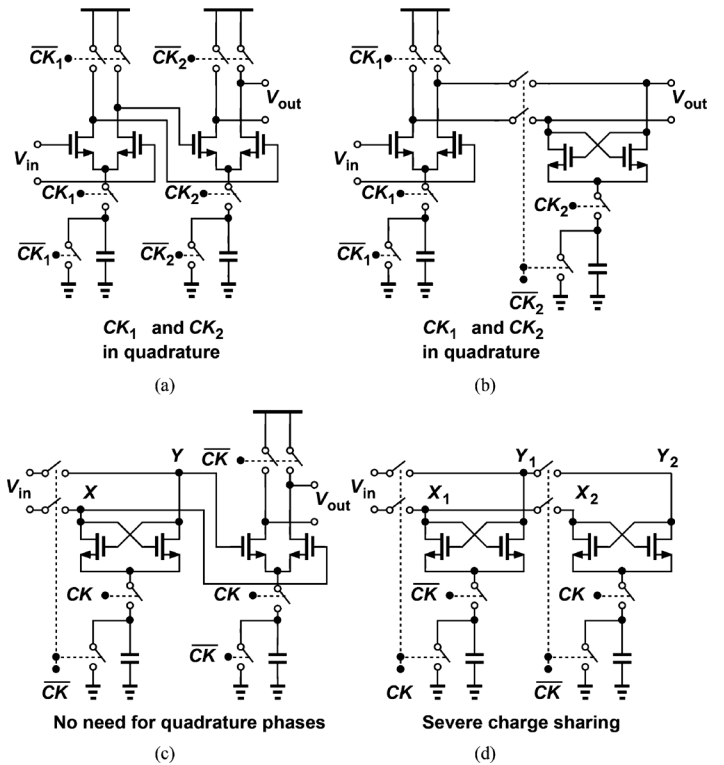 CK̅₁ CK̅₂ CK̅₁
Vout Vout
Vin Vin
CK₁ CK₂ CK₁ CK₂
CK̅₁ CK̅₂ CK̅₁
CK̅₂
CK₁ and CK₂ CK₁ and CK₂
in quadrature in quadrature
(a) (b)
Y CK̅ Y₁ Y₂
Vin X Vout Vin X₁ X₂
CK CK CK̅ CK
CK̅ CK̅ CK CK̅
No need for quadrature phases Severe charge sharing
(c) (d)